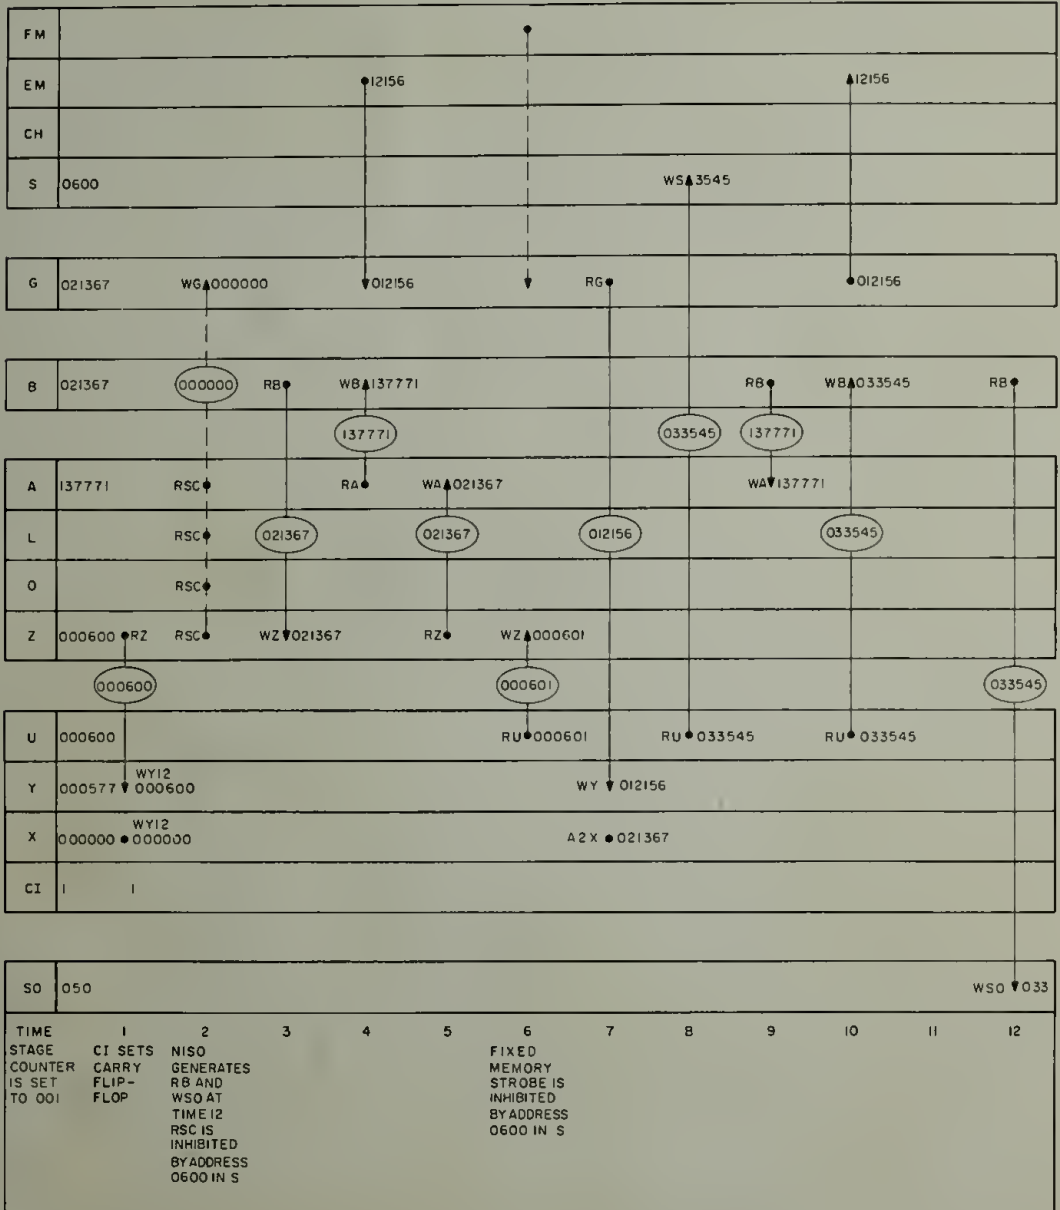 FM
EM 12156 12156
CH
S 0600 WS 3545
G 021367 WG 000000 012156 RG 012156
B 021367 000000 RB WB 137771 RB WB 033545 RB
137771 033545 137771
A 137771 RSC RA WA 021367 WA 137771
L RSC 021367 021367 012156 033545
O RSC
Z 000600 RZ RSC WZ 021367 RZ WZ 000601
000600 000601 033545
U 000600 RU 000601 RU 033545 RU 033545
WY12
Y 000577 000600 WY 012156
WY12
X 000000 000000 A2X 021367
CI 1 1
SO 050 WSO 033
TIME 1 2 3 4 5 6 7 8 9 10 11 12
STAGE
COUNTER
IS SET
TO 001
CI SETS
CARRY
FLIP-
FLOP
NISO
GENERATES
RB AND
WSO AT
TIME 12
RSC IS
INHIBITED
BY ADDRESS
0600 IN S
FIXED
MEMORY
STROBE IS
INHIBITED
BY ADDRESS
0600 IN S